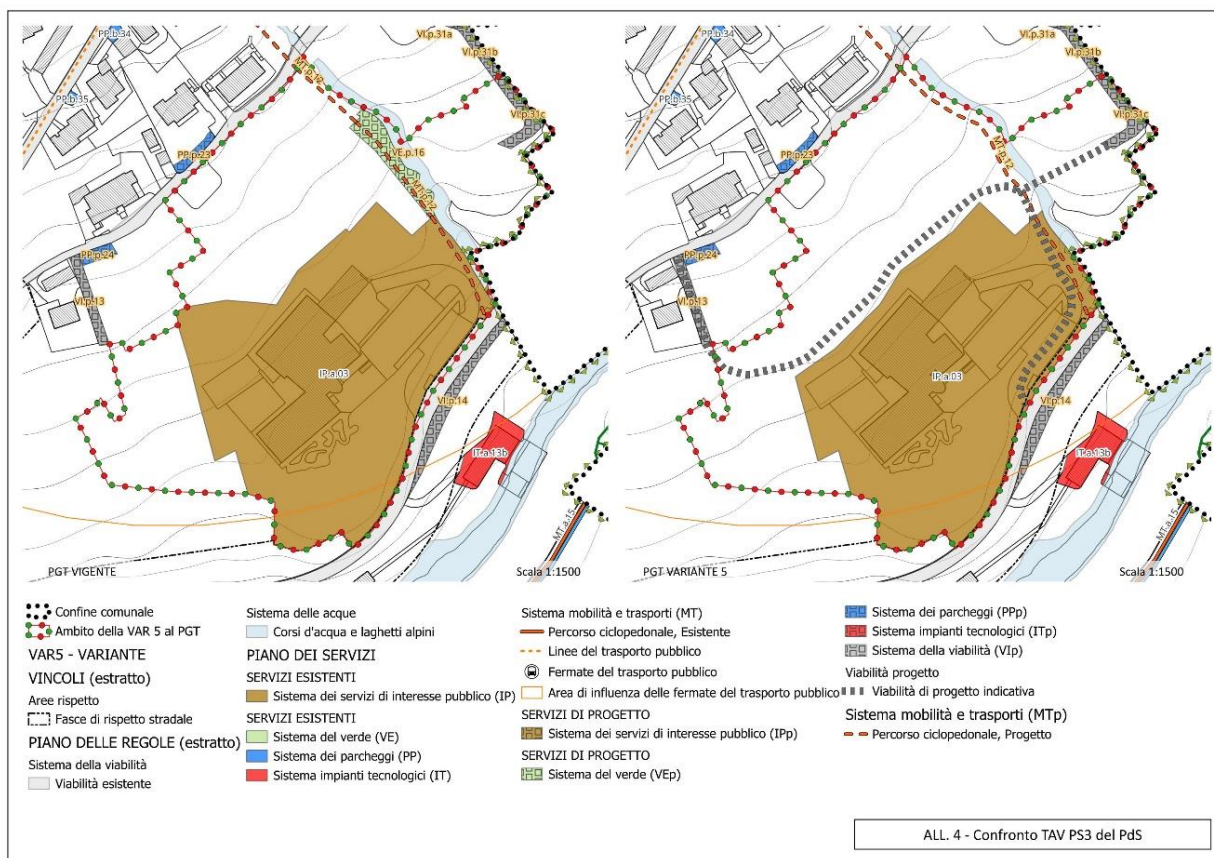 PP.b.34
PP.b.35
PP.p.23
PP.p.24
VI.p.13
MT.p.12
VE.p.16
MT.p.12
VI.p.31a
VI.p.31b
VI.p.31c
IP.a.03
VI.p.14
IT.a.13b
MT.a.15
PGT VIGENTE
Scala 1:1500
PP.b.34
PP.b.35
PP.p.23
PP.p.24
VI.p.13
MT.p.12
VI.p.31a
VI.p.31b
VI.p.31c
IP.a.03
VI.p.14
IT.a.13b
MT.a.15
PGT VARIANTE 5
Scala 1:1500
Confine comunale
Ambito della VAR 5 al PGT
VAR5 - VARIANTE
VINCOLI (estratto)
Aree rispetto
Fasce di rispetto stradale
PIANO DELLE REGOLE (estratto)
Sistema della viabilità
Viabilità esistente
Sistema delle acque
Corsi d'acqua e laghetti alpini
PIANO DEI SERVIZI
SERVIZI ESISTENTI
Sistema dei servizi di interesse pubblico (IP)
SERVIZI ESISTENTI
Sistema del verde (VE)
Sistema dei parcheggi (PP)
Sistema impianti tecnologici (IT)
Sistema mobilità e trasporti (MT)
Percorso ciclopedonale, Esistente
Linee del trasporto pubblico
Fermate del trasporto pubblico
Area di influenza delle fermate del trasporto pubblico
SERVIZI DI PROGETTO
Sistema dei servizi di interesse pubblico (IPp)
SERVIZI DI PROGETTO
Sistema del verde (VEp)
Sistema dei parcheggi (PPp)
Sistema impianti tecnologici (ITp)
Sistema della viabilità (VIp)
Viabilità progetto
Viabilità di progetto indicativa
Sistema mobilità e trasporti (MTp)
Percorso ciclopedonale, Progetto
ALL. 4 - Confronto TAV PS3 del PdS